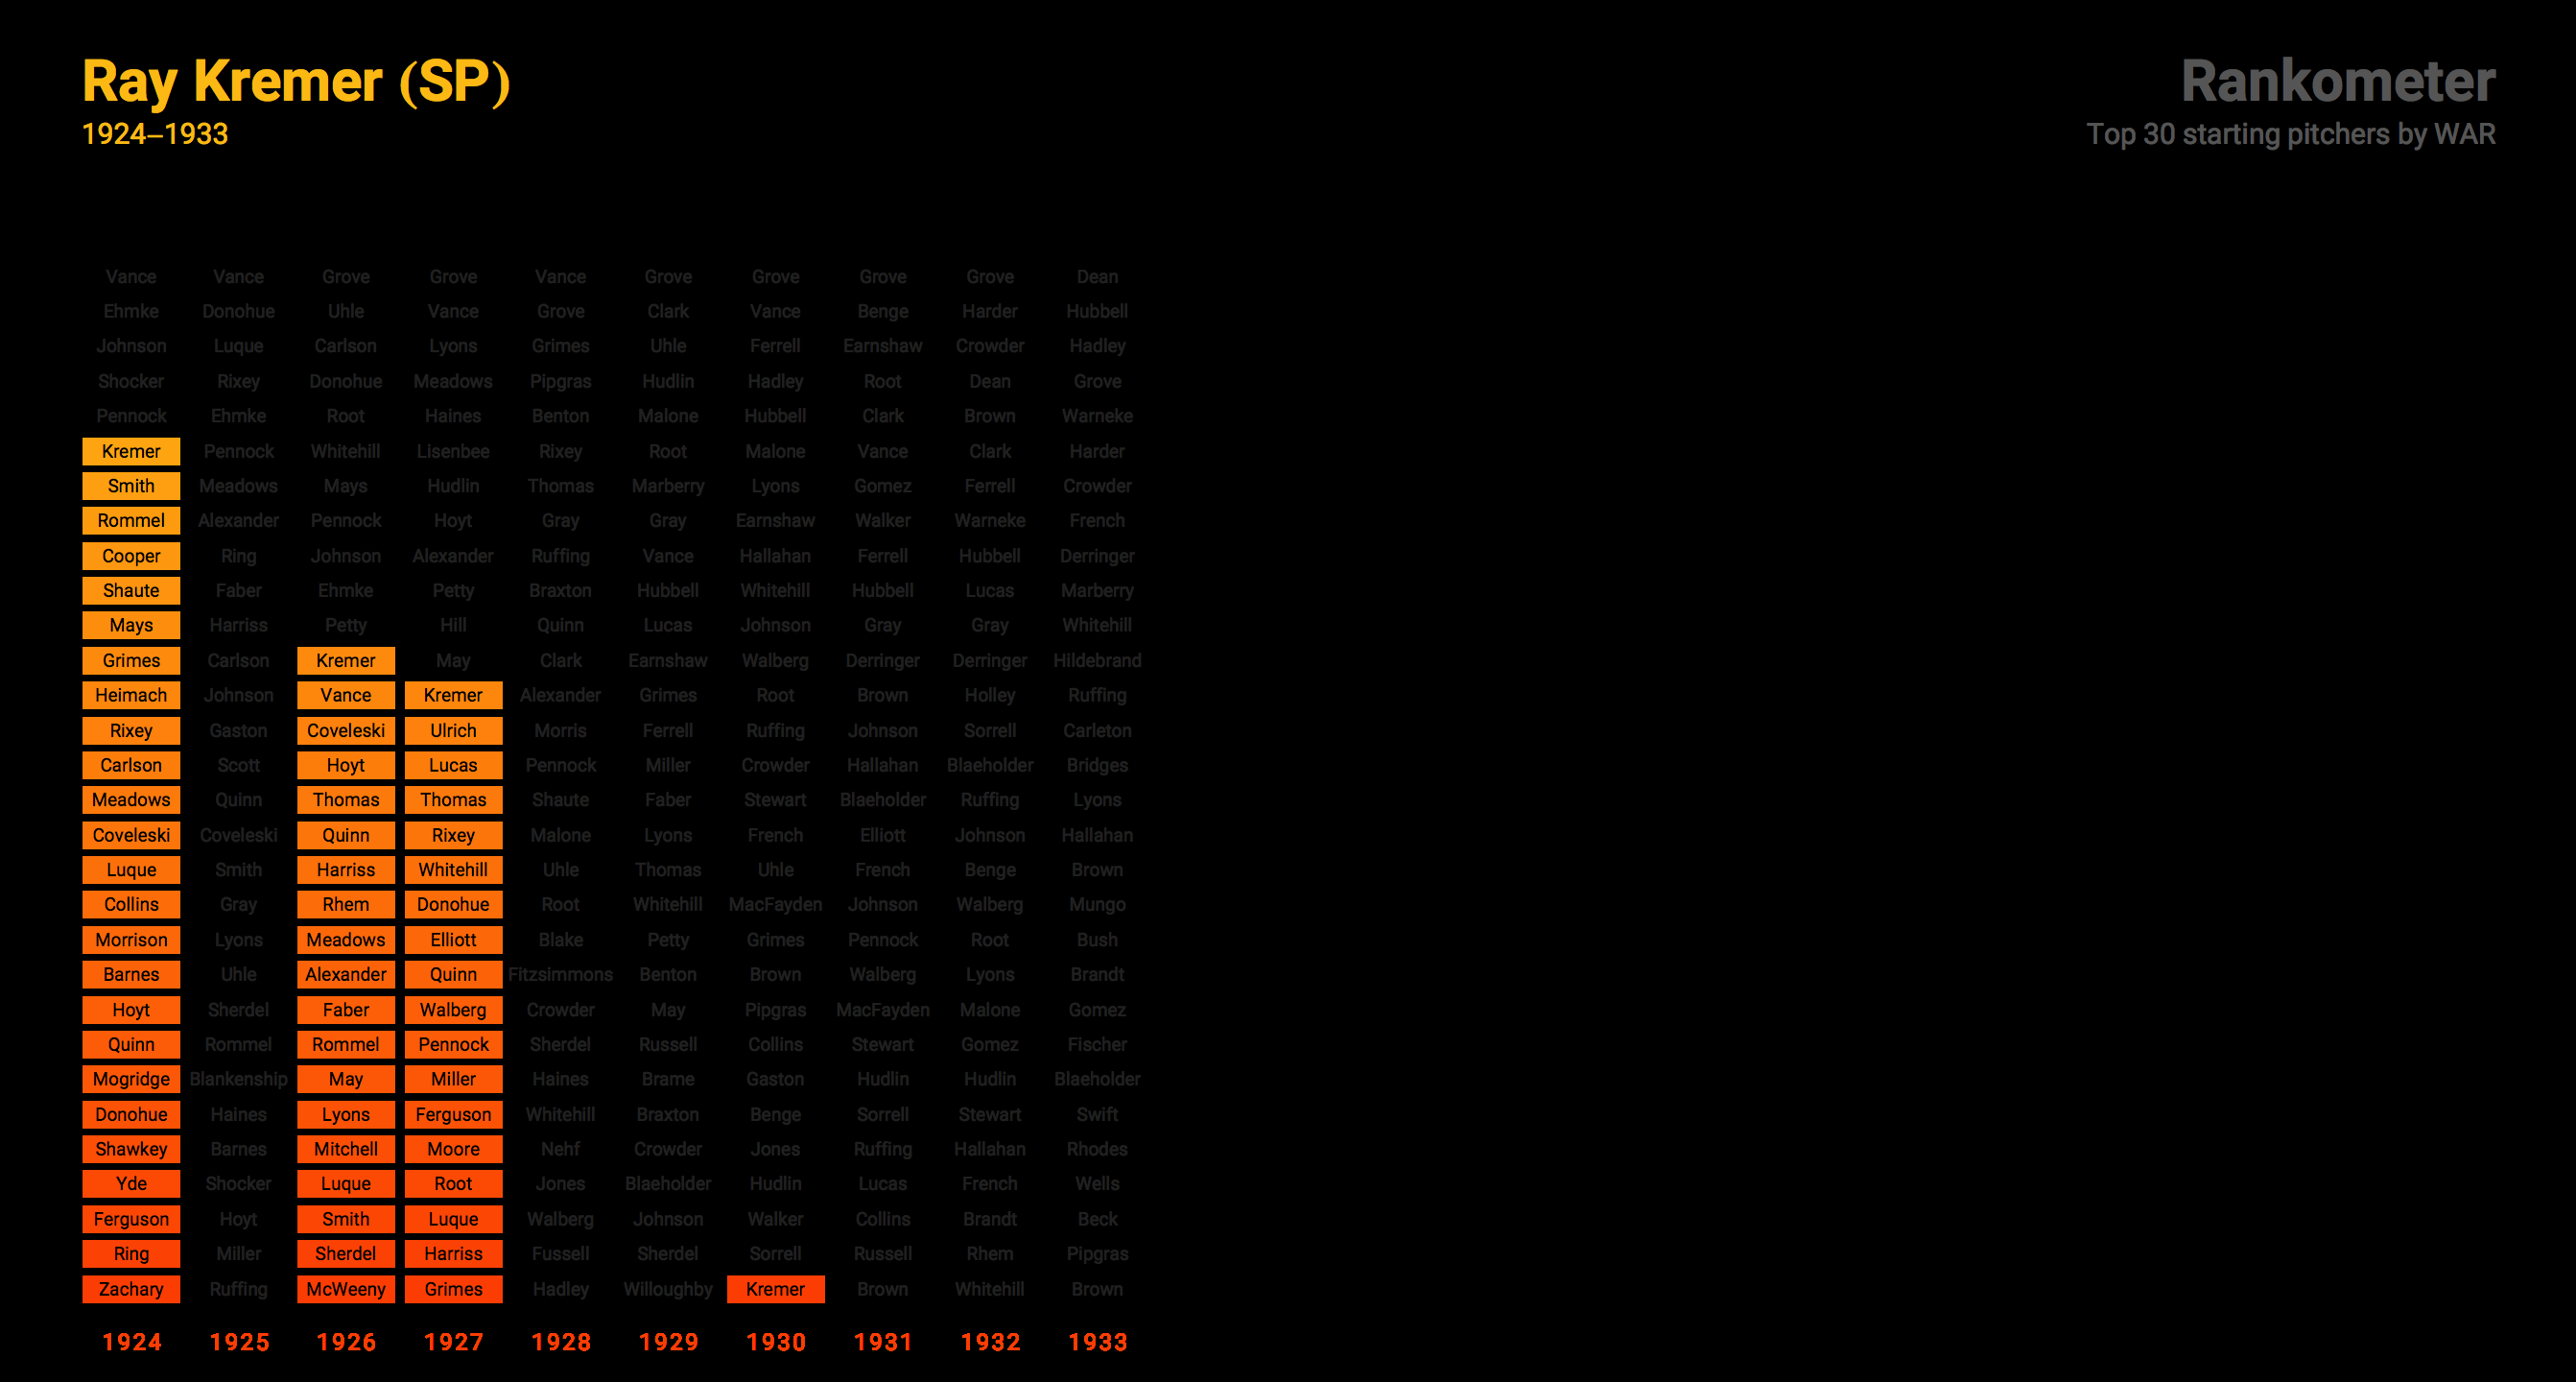 Ray Kremer (SP)
1924–1933
Rankometer
Top 30 starting pitchers by WAR
Vance Vance Grove Grove Vance Grove Grove Grove Grove Dean
Ehmke Donohue Uhle Vance Grove Clark Vance Benge Harder Hubbell
Johnson Luque Carlson Lyons Grimes Uhle Ferrell Earnshaw Crowder Hadley
Shocker Rixey Donohue Meadows Pipgras Hudlin Hadley Root Dean Grove
Pennock Ehmke Root Haines Benton Malone Hubbell Clark Brown Warneke
Kremer Pennock Whitehill Lisenbee Rixey Root Malone Vance Clark Harder
Smith Meadows Mays Hudlin Thomas Marberry Lyons Gomez Ferrell Crowder
Rommel Alexander Pennock Hoyt Gray Gray Earnshaw Walker Warneke French
Cooper Ring Johnson Alexander Ruffing Vance Hallahan Ferrell Hubbell Derringer
Shaute Faber Ehmke Petty Braxton Hubbell Whitehill Hubbell Lucas Marberry
Mays Harriss Petty Hill Quinn Lucas Johnson Gray Gray Whitehill
Grimes Carlson Kremer May Clark Earnshaw Walberg Derringer Derringer Hildebrand
Heimach Johnson Vance Kremer Alexander Grimes Root Brown Holley Ruffing
Rixey Gaston Coveleski Ulrich Morris Ferrell Ruffing Johnson Sorrell Carleton
Carlson Scott Hoyt Lucas Pennock Miller Crowder Hallahan Blaeholder Bridges
Meadows Quinn Thomas Thomas Shaute Faber Stewart Blaeholder Ruffing Lyons
Coveleski Coveleski Quinn Rixey Malone Lyons French Elliott Johnson Hallahan
Luque Smith Harriss Whitehill Uhle Thomas Uhle French Benge Brown
Collins Gray Rhem Donohue Root Whitehill MacFayden Johnson Walberg Mungo
Morrison Lyons Meadows Elliott Blake Petty Grimes Pennock Root Bush
Barnes Uhle Alexander Quinn Fitzsimmons Benton Brown Walberg Lyons Brandt
Hoyt Sherdel Faber Walberg Crowder May Pipgras MacFayden Malone Gomez
Quinn Rommel Rommel Pennock Sherdel Russell Collins Stewart Gomez Fischer
Mogridge Blankenship May Miller Haines Brame Gaston Hudlin Hudlin Blaeholder
Donohue Haines Lyons Ferguson Whitehill Braxton Benge Sorrell Stewart Swift
Shawkey Barnes Mitchell Moore Nehf Crowder Jones Ruffing Hallahan Rhodes
Yde Shocker Luque Root Jones Blaeholder Hudlin Lucas French Wells
Ferguson Hoyt Smith Luque Walberg Johnson Walker Collins Brandt Beck
Ring Miller Sherdel Harriss Fussell Sherdel Sorrell Russell Rhem Pipgras
Zachary Ruffing McWeeny Grimes Hadley Willoughby Kremer Brown Whitehill Brown
1924 1925 1926 1927 1928 1929 1930 1931 1932 1933